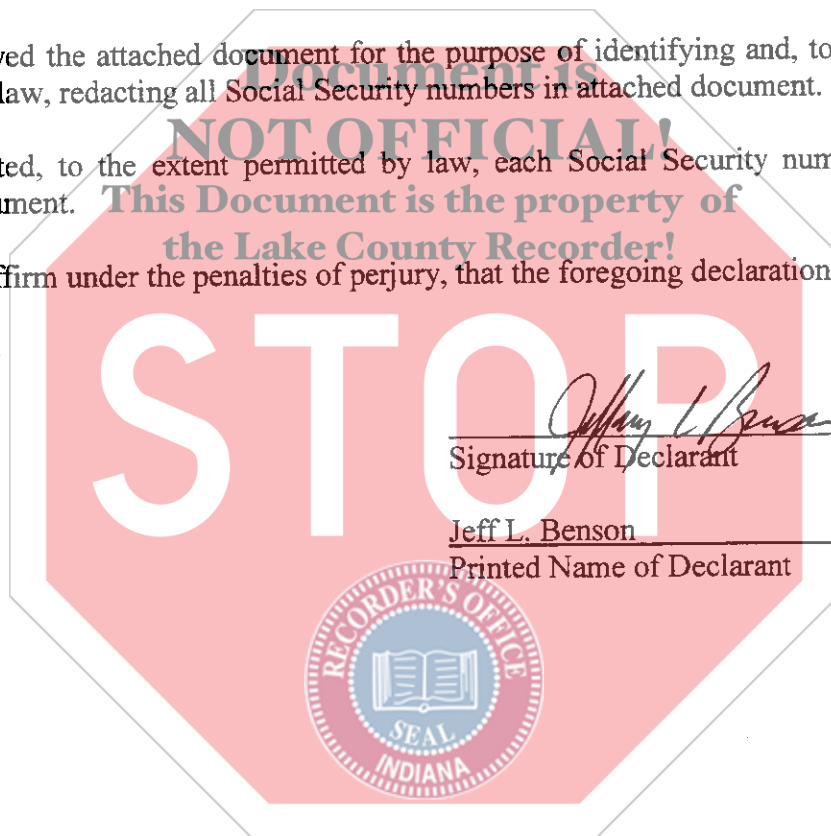 ved the attached document for the purpose of identifying and, to
Document is
law, redacting all Social Security numbers in attached document.
NOT OFFICIAL!
ted, to the extent permitted by law, each Social Security num
ument.
This Document is the property of
the Lake County Recorder!
ffirm under the penalties of perjury, that the foregoing declaration
STOP
Jeffrey L. Benson
Signature of Declarant
Jeff L. Benson
Printed Name of Declarant
RECORDER'S OFFICE
SEAL
INDIANA